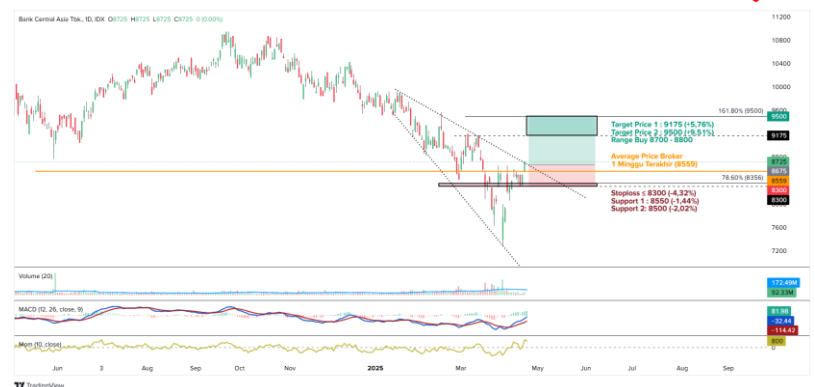 Bank Central Asia Tbk., 1D, IDX O8725 H8725 L8725 C8725 0 (0.00%)
11200
10800
10400
10000
9600
161.80% (9500)
9500
Target Price 1 : 9175 (+5,76%)
Target Price 2 : 9500 (+9,51%)
Range Buy 8700 - 8800
9175
8725
Average Price Broker
1 Minggu Terakhir (8559)
8675
78.60% (8356)
8559
8300
Stoploss ≤ 8300 (-4,32%)
Support 1 : 8550 (-1,44%)
Support 2: 8500 (-2,02%)
8300
7600
7200
Volume (20)
172.49M
52.33M
MACD (12, 26, close, 9)
81.98
-32.44
-114.42
Mom (10, close)
800
0
Jun 3 Aug Sep Oct Nov 2025 Mar May Jun Aug Sep
TradingView